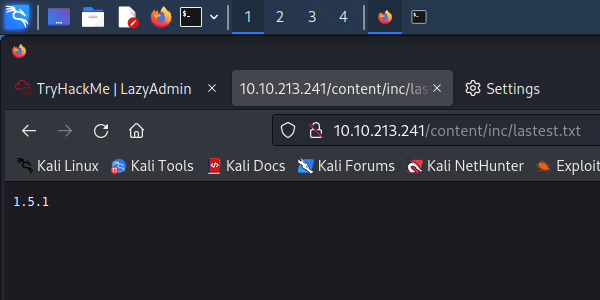 1 2 3 4
TryHackMe | LazyAdmin × 10.10.213.241/content/inc/las × Settings
10.10.213.241/content/inc/lastest.txt
Kali Linux Kali Tools Kali Docs Kali Forums Kali NetHunter Exploit
1.5.1